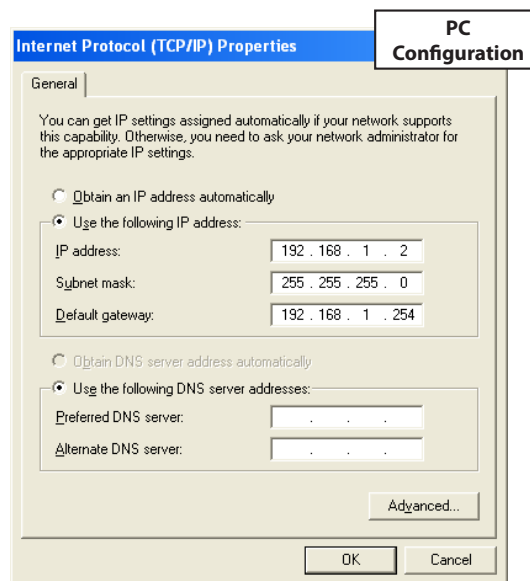 PC
Configuration
Internet Protocol (TCP/IP) Properties
General
You can get IP settings assigned automatically if your network supports
this capability. Otherwise, you need to ask your network administrator for
the appropriate IP settings.
Obtain an IP address automatically
Use the following IP address:
IP address: 192 . 168 . 1 . 2
Subnet mask: 255 . 255 . 255 . 0
Default gateway: 192 . 168 . 1 . 254
Obtain DNS server address automatically
Use the following DNS server addresses:
Preferred DNS server: . . .
Alternate DNS server: . . .
Advanced...
OK Cancel